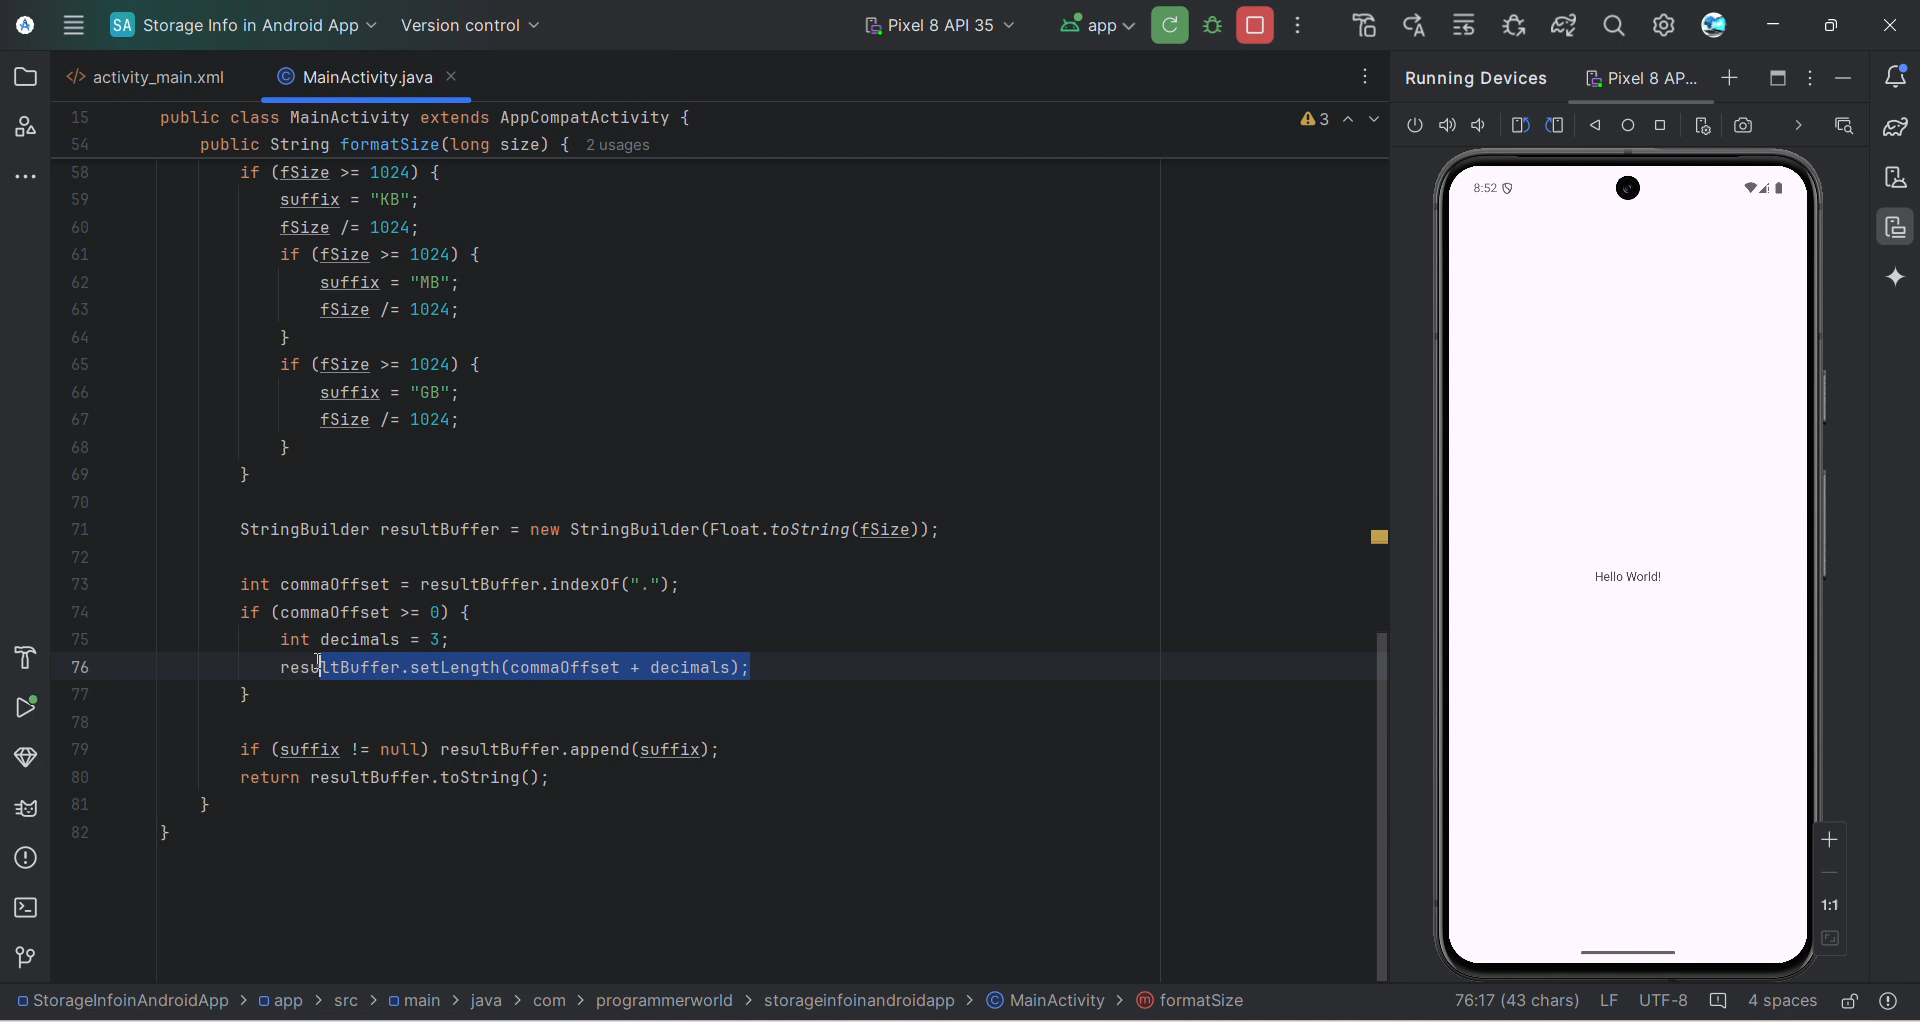 SA Storage Info in Android App Version control Pixel 8 API 35 app
activity_main.xml MainActivity.java Running Devices Pixel 8 AP...
15 public class MainActivity extends AppCompatActivity { 3
54 public String formatSize(long size) { 2 usages
58 if (fSize >= 1024) {
59 suffix = "KB";
60 fSize /= 1024;
61 if (fSize >= 1024) {
62 suffix = "MB";
63 fSize /= 1024;
64 }
65 if (fSize >= 1024) {
66 suffix = "GB";
67 fSize /= 1024;
68 }
69 }
70
71 StringBuilder resultBuffer = new StringBuilder(Float.toString(fSize));
72
73 int commaOffset = resultBuffer.indexOf(".");
74 if (commaOffset >= 0) {
75 int decimals = 3;
76 resultBuffer.setLength(commaOffset + decimals);
77 }
78
79 if (suffix != null) resultBuffer.append(suffix);
80 return resultBuffer.toString();
81 }
82 }
8:52
Hello World!
1:1
StorageInfoinAndroidApp > app > src > main > java > com > programmerworld > storageinfoinandroidapp > MainActivity > formatSize 76:17 (43 chars) LF UTF-8 4 spaces